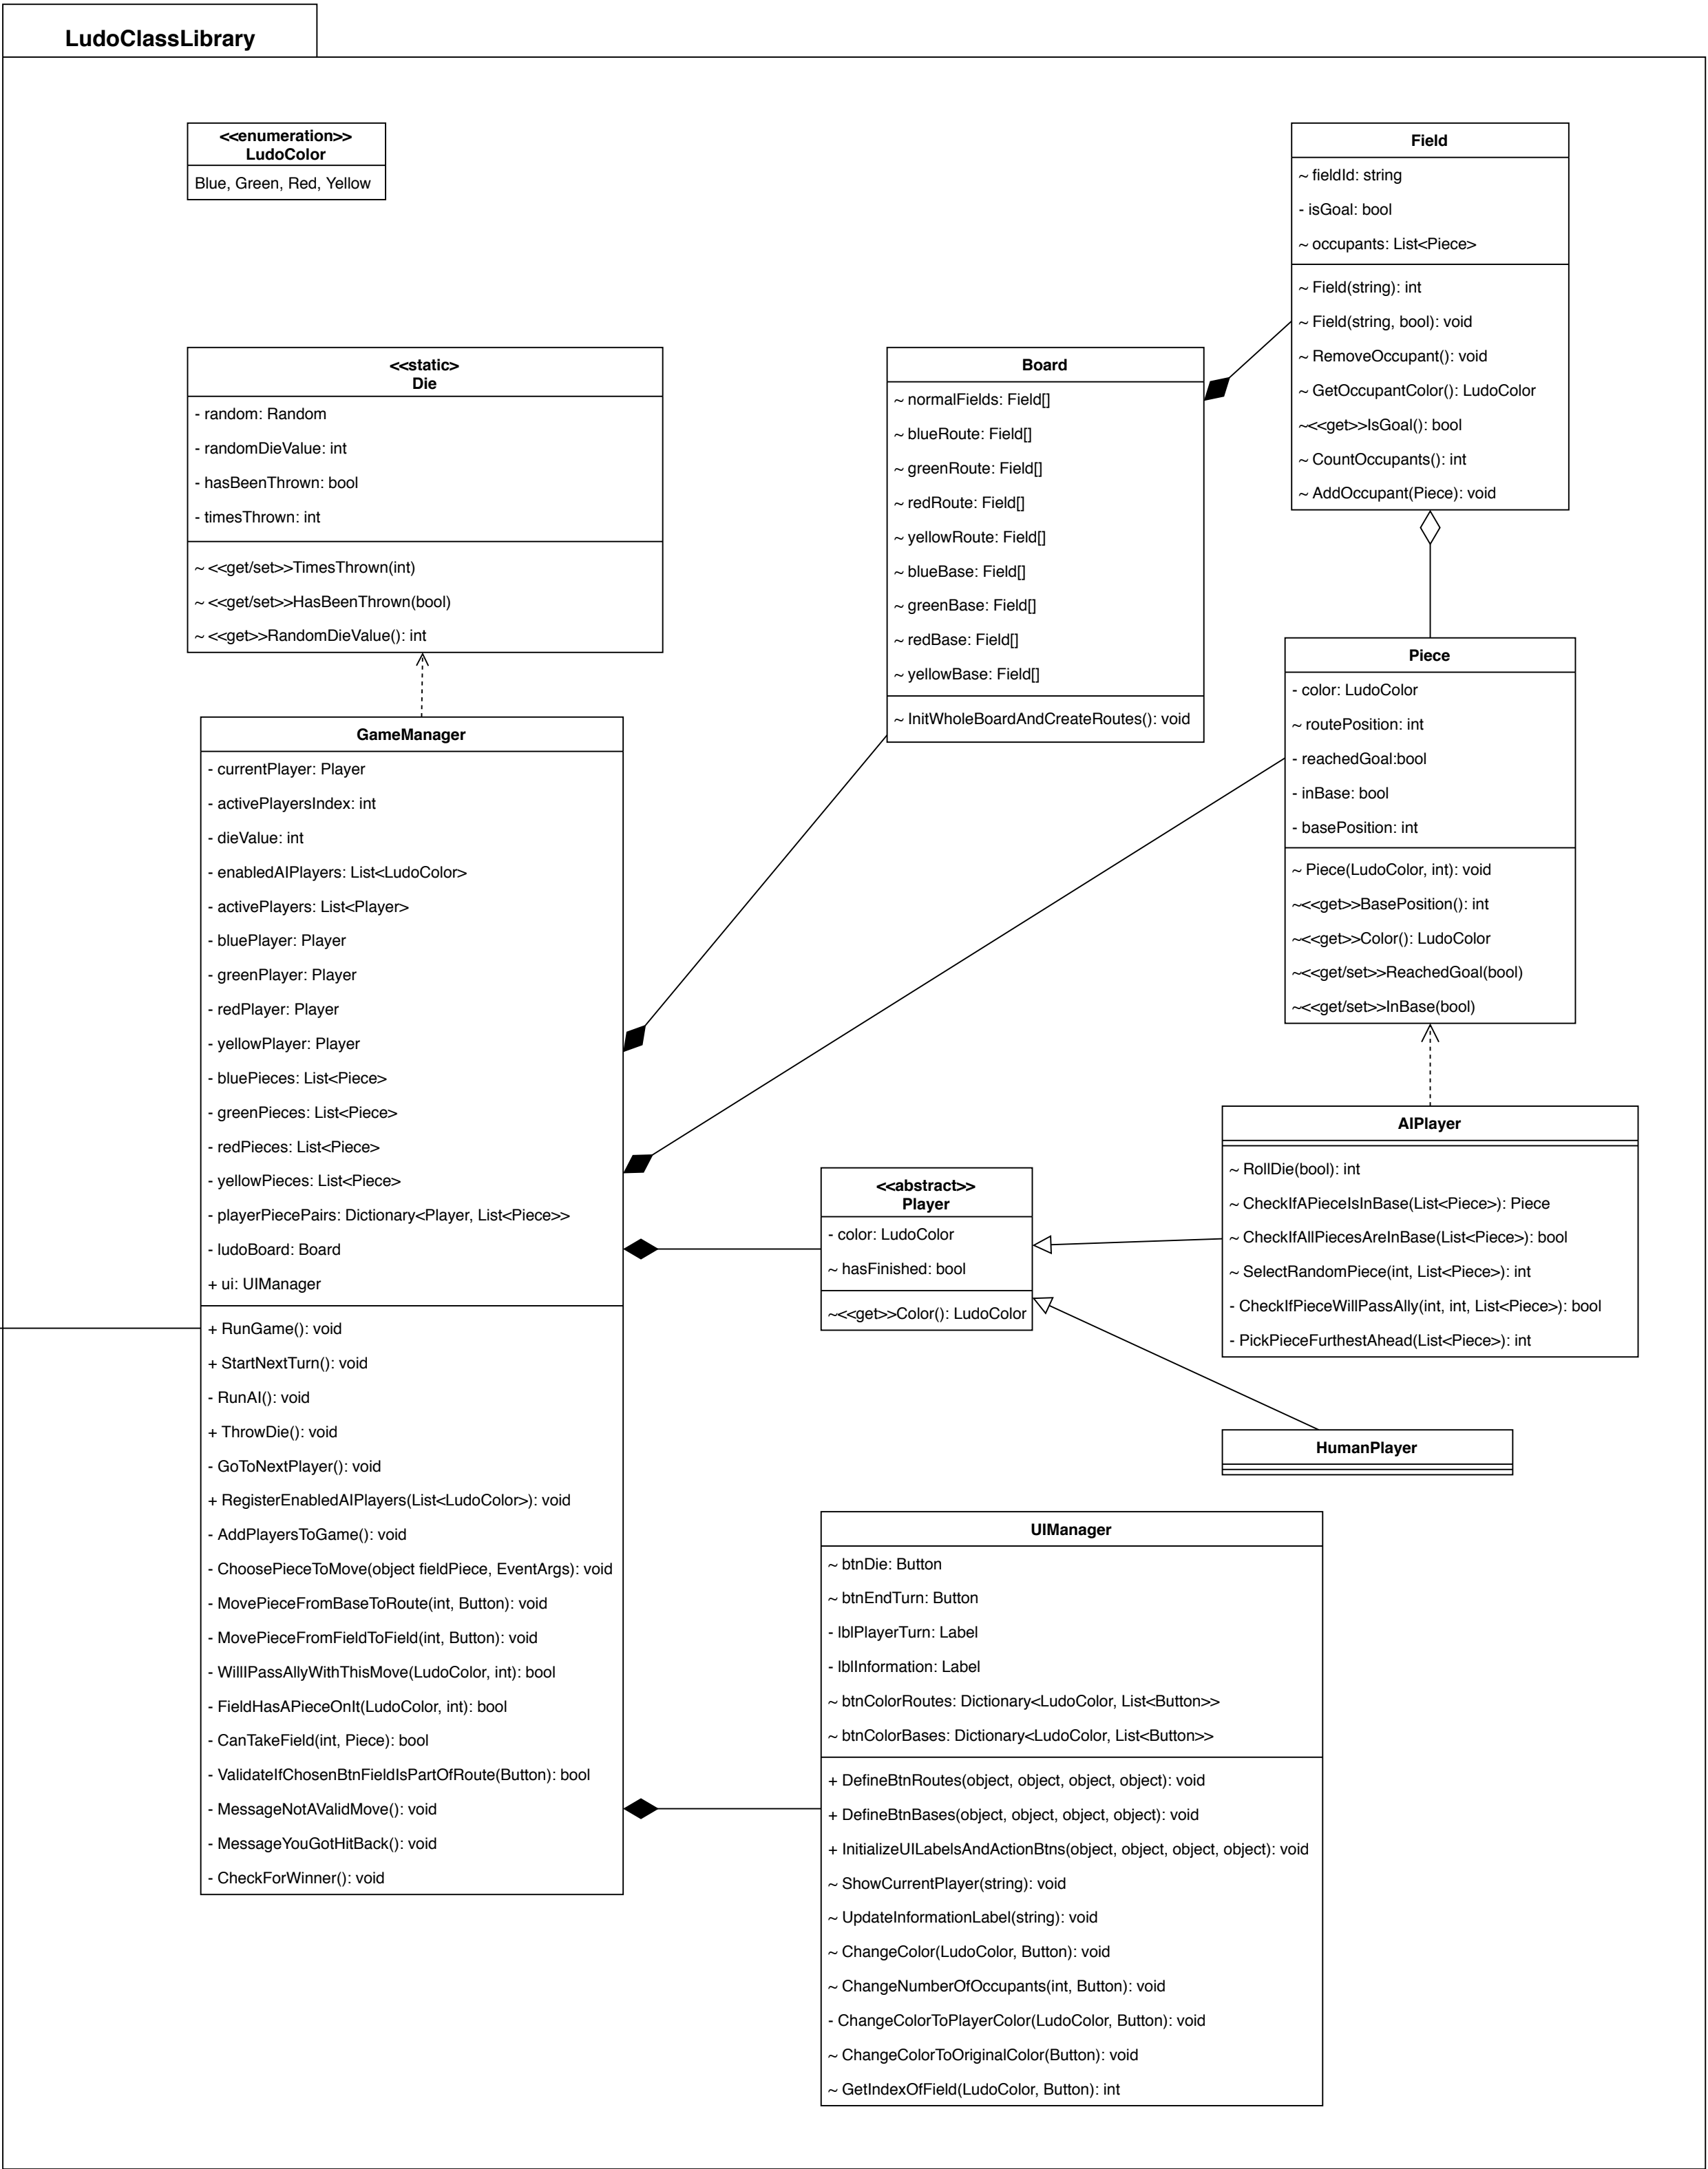 LudoClassLibrary
<<enumeration>>
LudoColor
Blue, Green, Red, Yellow
<<static>
Die
- random: Random
- randomDieValue: int
- hasBeenThrown: bool
- timesThrown: int
~ <<get/set>>TimesThrown(int)
~ <<get/set>>HasBeenThrown(bool)
~ <<get>>RandomDieValue(): int
GameManager
- currentPlayer: Player
- activePlayersIndex: int
- dieValue: int
- enabledAIPlayers: List<LudoColor>
- activePlayers: List<Player>
- bluePlayer: Player
- greenPlayer: Player
- redPlayer: Player
- yellowPlayer: Player
- bluePieces: List<Piece>
- greenPieces: List<Piece>
- redPieces: List<Piece>
- yellowPieces: List<Piece>
- playerPiecePairs: Dictionary<Player, List<Piece>>
- ludoBoard: Board
+ ui: UIManager
+ RunGame(): void
+ StartNextTurn(): void
- RunAI(): void
+ ThrowDie(): void
- GoToNextPlayer(): void
+ RegisterEnabledAIPlayers(List<LudoColor>): void
- AddPlayersToGame(): void
- ChoosePieceToMove(object fieldPiece, EventArgs): void
- MovePieceFromBaseToRoute(int, Button): void
- MovePieceFromFieldToField(int, Button): void
- WillIPassAllyWithThisMove(LudoColor, int): bool
- FieldHasAPieceOnIt(LudoColor, int): bool
- CanTakeField(int, Piece): bool
- ValidateIfChosenBtnFieldIsPartOfRoute(Button): bool
- MessageNotAValidMove(): void
- MessageYouGotHitBack(): void
- CheckForWinner(): void
Board
~ normalFields: Field[]
~ blueRoute: Field[]
~ greenRoute: Field[]
~ redRoute: Field[]
~ yellowRoute: Field[]
~ blueBase: Field[]
~ greenBase: Field[]
~ redBase: Field[]
~ yellowBase: Field[]
~ InitWholeBoardAndCreateRoutes(): void
Field
~ fieldId: string
- isGoal: bool
~ occupants: List<Piece>
~ Field(string): int
~ Field(string, bool): void
~ RemoveOccupant(): void
~ GetOccupantColor(): LudoColor
~<<get>>IsGoal(): bool
~ CountOccupants(): int
~ AddOccupant(Piece): void
Piece
- color: LudoColor
~ routePosition: int
- reachedGoal:bool
- inBase: bool
- basePosition: int
~ Piece(LudoColor, int): void
~<<get>>BasePosition(): int
~<<get>>Color(): LudoColor
~<<get/set>>ReachedGoal(bool)
~<<get/set>>InBase(bool)
<<abstract>>
Player
- color: LudoColor
~ hasFinished: bool
~<<get>>Color(): LudoColor
AIPlayer
~ RollDie(bool): int
~ CheckIfAPieceIsInBase(List<Piece>): Piece
~ CheckIfAllPiecesAreInBase(List<Piece>): bool
~ SelectRandomPiece(int, List<Piece>): int
- CheckIfPieceWillPassAlly(int, int, List<Piece>): bool
- PickPieceFurthestAhead(List<Piece>): int
HumanPlayer
UIManager
~ btnDie: Button
~ btnEndTurn: Button
- lblPlayerTurn: Label
- lblInformation: Label
~ btnColorRoutes: Dictionary<LudoColor, List<Button>>
~ btnColorBases: Dictionary<LudoColor, List<Button>>
+ DefineBtnRoutes(object, object, object, object): void
+ DefineBtnBases(object, object, object, object): void
+ InitializeUILabelsAndActionBtns(object, object, object, object): void
~ ShowCurrentPlayer(string): void
~ UpdateInformationLabel(string): void
~ ChangeColor(LudoColor, Button): void
~ ChangeNumberOfOccupants(int, Button): void
- ChangeColorToPlayerColor(LudoColor, Button): void
~ ChangeColorToOriginalColor(Button): void
~ GetIndexOfField(LudoColor, Button): int